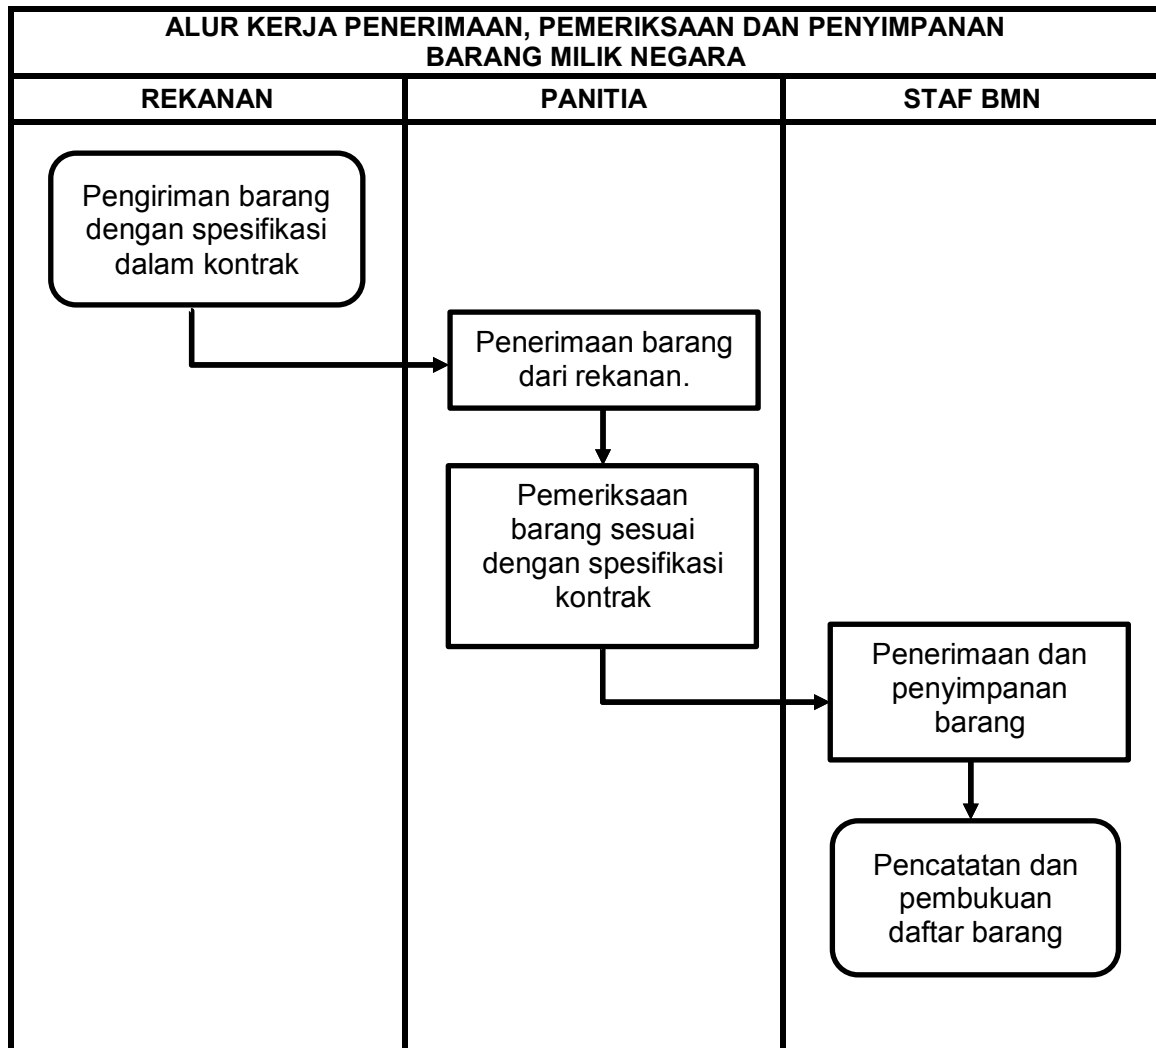 ALUR KERJA PENERIMAAN, PEMERIKSAAN DAN PENYIMPANAN
BARANG MILIK NEGARA
REKANAN
PANITIA
STAF BMN
Pengiriman barang
dengan spesifikasi
dalam kontrak
Penerimaan barang
dari rekanan.
Pemeriksaan
barang sesuai
dengan spesifikasi
kontrak
Penerimaan dan
penyimpanan
barang
Pencatatan dan
pembukuan
daftar barang